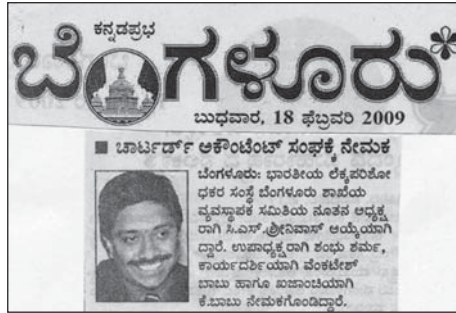 ಕನ್ನಡಪ್ರಭ
ಬೆಂಗಳೂರು*
ಬುಧವಾರ, 18 ಫೆಬ್ರವರಿ 2009
■ ಚಾರ್ಟರ್ಡ್ ಅಕೌಂಟೆಂಟ್ ಸಂಘಕ್ಕೆ ನೇಮಕ
ಬೆಂಗಳೂರು: ಭಾರತೀಯ ಲೆಕ್ಕಪರಿಶೋ
ಧಕರ ಸಂಸ್ಥೆ ಬೆಂಗಳೂರು ಶಾಖೆಯ
ವ್ಯವಸ್ಥಾಪಕ ಸಮಿತಿಯ ನೂತನ ಅಧ್ಯಕ್ಷ
ರಾಗಿ ಸಿ.ಎಸ್.ಶ್ರೀನಿವಾಸ್ ಆಯ್ಕೆಯಾಗಿ
ದ್ದಾರೆ. ಉಪಾಧ್ಯಕ್ಷರಾಗಿ ಶಂಭು ಶರ್ಮ,
ಕಾರ್ಯದರ್ಶಿಯಾಗಿ ವೆಂಕಟೇಶ್
ಬಾಬು ಹಾಗೂ ಖಜಾಂಚಿಯಾಗಿ
ಕೆ.ಬಾಬು ನೇಮಕಗೊಂಡಿದ್ದಾರೆ.